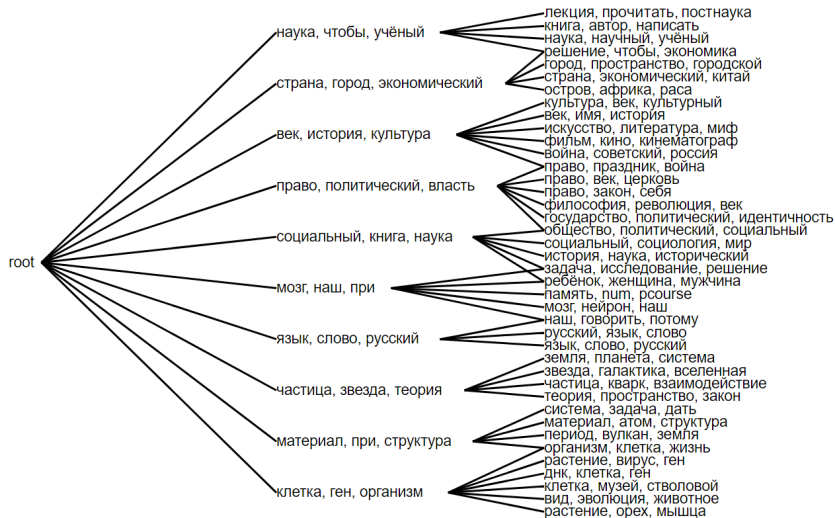 root
наука, чтобы, учёный
страна, город, экономический
век, история, культура
право, политический, власть
социальный, книга, наука
мозг, наш, при
язык, слово, русский
частица, звезда, теория
материал, при, структура
клетка, ген, организм
лекция, прочитать, постнаука
книга, автор, написать
наука, научный, учёный
решение, чтобы, экономика
город, пространство, городской
страна, экономический, китай
остров, африка, раса
культура, век, культурный
век, имя, история
искусство, литература, миф
фильм, кино, кинематограф
война, советский, россия
право, праздник, война
право, век, церковь
право, закон, себя
философия, революция, век
государство, политический, идентичность
общество, политический, социальный
социальный, социология, мир
история, наука, исторический
задача, исследование, решение
ребёнок, женщина, мужчина
память, num, pcourse
мозг, нейрон, наш
наш, говорить, потому
русский, язык, слово
язык, слово, русский
земля, планета, система
звезда, галактика, вселенная
частица, кварк, взаимодействие
теория, пространство, закон
система, задача, дать
материал, атом, структура
период, вулкан, земля
организм, клетка, жизнь
растение, вирус, ген
днк, клетка, ген
клетка, музей, стволовой
вид, эволюция, животное
растение, орех, мышца